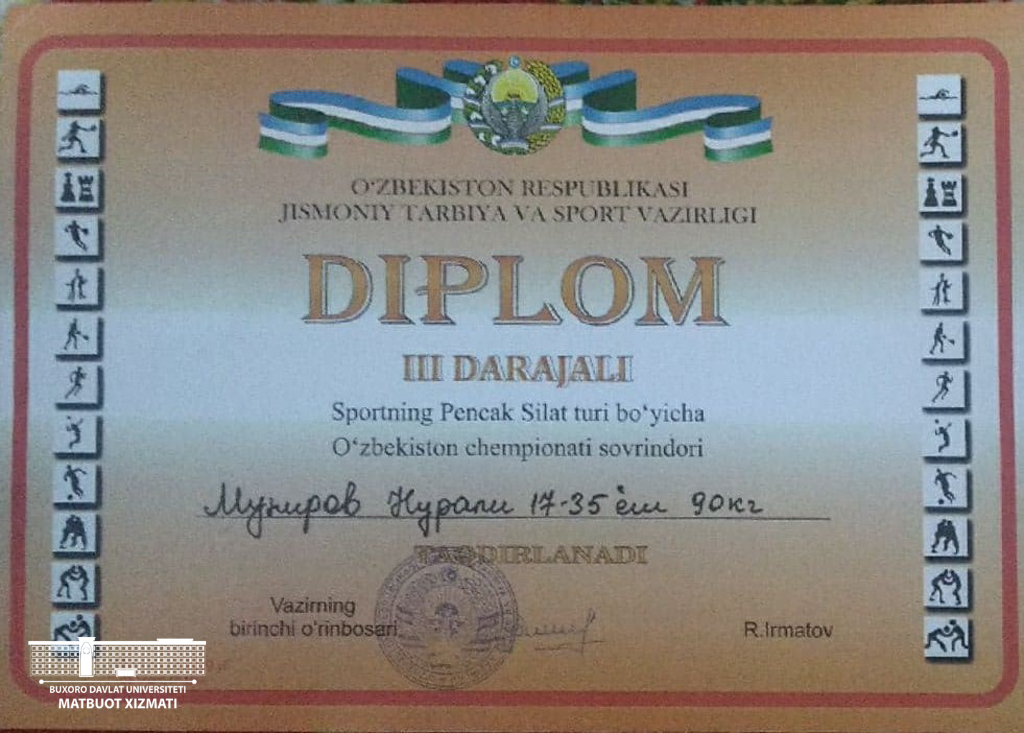 O‘ZBEKISTON RESPUBLIKASI
JISMONIY TARBIYA VA SPORT VAZIRLIGI
DIPLOM
III DARAJALI
Sportning Pencak Silat turi bo‘yicha
O‘zbekiston chempionati sovrindori
Мункиров Нурали 17-35 ёш 90кг
TAQDIRLANADI
Vazirning
birinchi o‘rinbosari
R.Irmatov
BUXORO DAVLAT UNIVERSITETI
MATBUOT XIZMATI